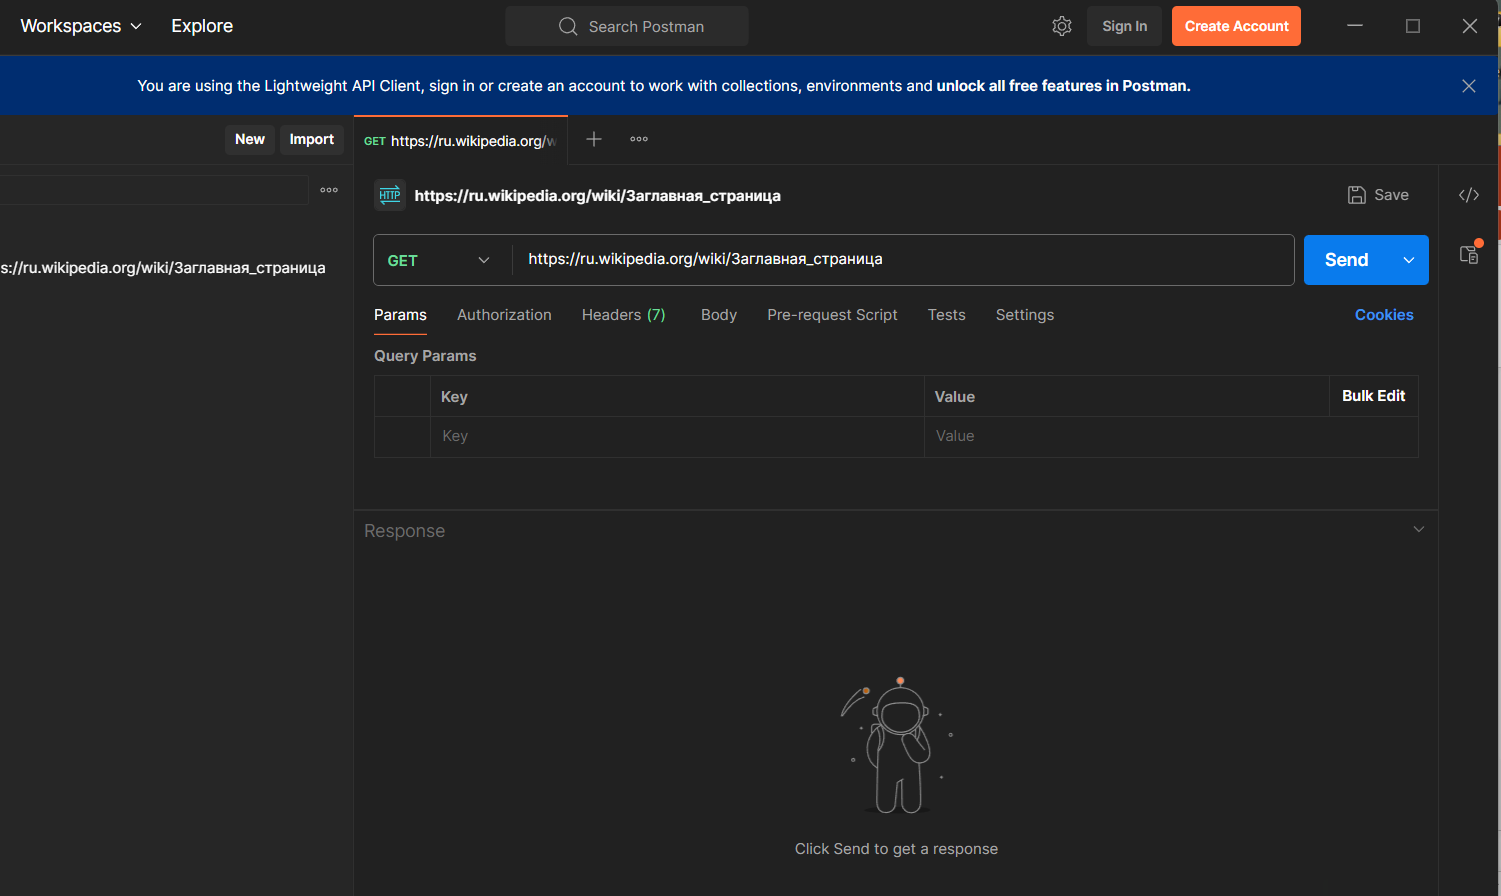 Workspaces
Explore
Search Postman
Sign In
Create Account
You are using the Lightweight API Client, sign in or create an account to work with collections, environments and unlock all free features in Postman.
New
Import
GET https://ru.wikipedia.org/w
HTTP
https://ru.wikipedia.org/wiki/Заглавная_страница
Save
s://ru.wikipedia.org/wiki/Заглавная_страница
GET
https://ru.wikipedia.org/wiki/Заглавная_страница
Send
Params
Authorization
Headers (7)
Body
Pre-request Script
Tests
Settings
Cookies
Query Params
Key
Value
Bulk Edit
Key
Value
Response
Click Send to get a response